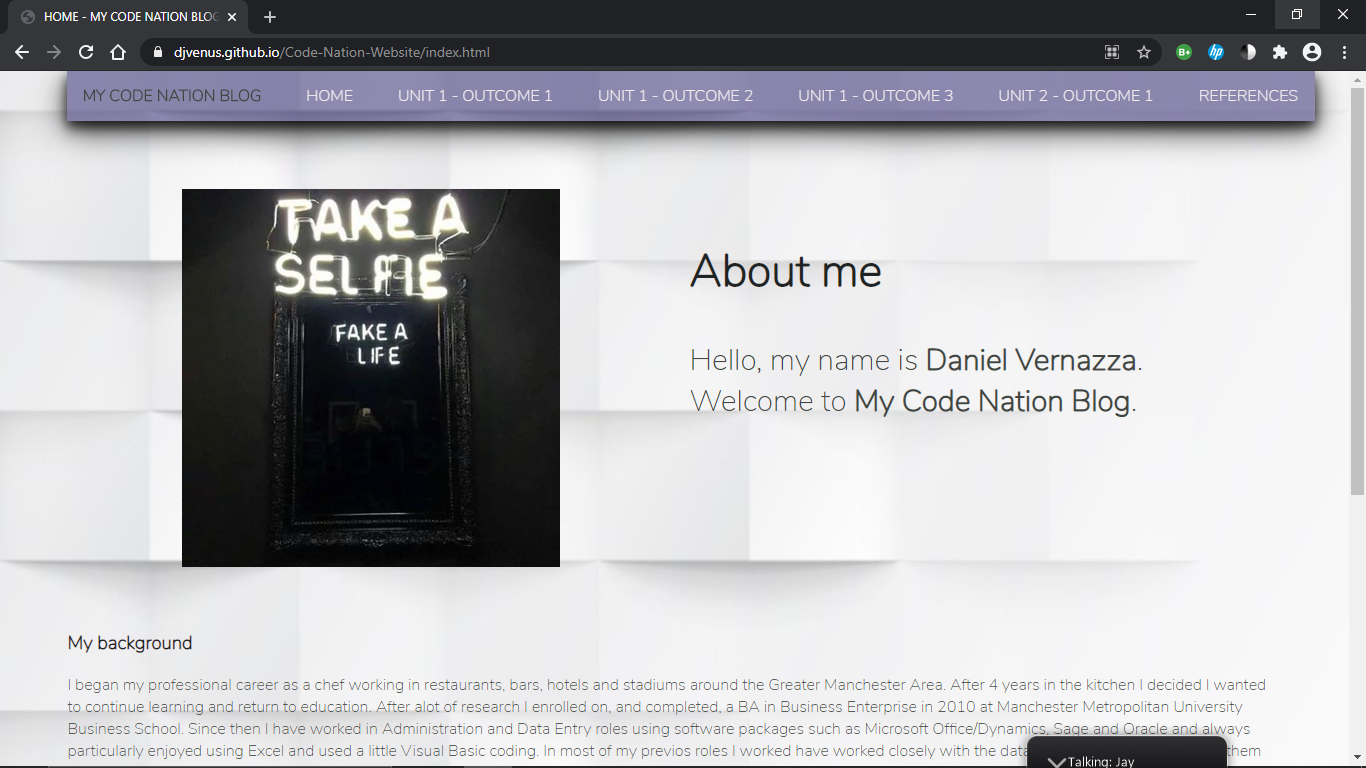 HOME - MY CODE NATION BLOG
djvenus.github.io/Code-Nation-Website/index.html
MY CODE NATION BLOG HOME UNIT 1 - OUTCOME 1 UNIT 1 - OUTCOME 2 UNIT 1 - OUTCOME 3 UNIT 2 - OUTCOME 1 REFERENCES
TAKE A
SELFIE
FAKE A
LIFE
About me
Hello, my name is Daniel Vernazza.
Welcome to My Code Nation Blog.
My background
I began my professional career as a chef working in restaurants, bars, hotels and stadiums around the Greater Manchester Area. After 4 years in the kitchen I decided I wanted
to continue learning and return to education. After alot of research I enrolled on, and completed, a BA in Business Enterprise in 2010 at Manchester Metropolitan University
Business School. Since then I have worked in Administration and Data Entry roles using software packages such as Microsoft Office/Dynamics, Sage and Oracle and always
particularly enjoyed using Excel and used a little Visual Basic coding. In most of my previos roles I worked have worked closely with the data them
Talking: Jay